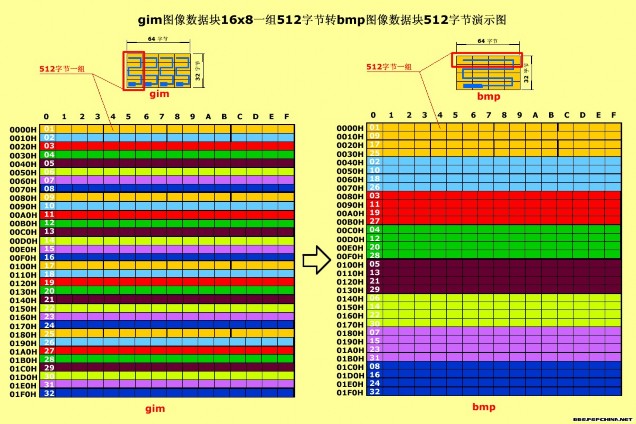 gim图像数据块16x8一组512字节转bmp图像数据块512字节演示图
64 字节
512字节一组
32 字节
gim
64 字节
512字节一组
32 字节
bmp
0 1 2 3 4 5 6 7 8 9 A B C D E F
0000H 01
0010H 02
0020H 03
0030H 04
0040H 05
0050H
0060H 07
0070H 08
0080H 09
0090H 10
00A0H 11
00B0H 12
00C0H 13
00D0H 14
00E0H 15
00F0H 16
0100H 17
0110H 18
0120H 19
0130H 20
0140H 21
0150H
0160H 23
0170H 24
0180H 25
0190H 26
01A0H 27
01B0H 28
01C0H 29
01D0H 30
01E0H 31
01F0H 32
gim
0 1 2 3 4 5 6 7 8 9 A B C D E F
0000H 01
0010H 09
0020H 17
0030H 25
0040H 02
0050H 10
0060H 18
0070H 26
0080H 03
0090H 11
00A0H 19
00B0H 27
00C0H 04
00D0H 12
00E0H 20
00F0H 28
0100H 05
0110H 13
0120H 21
0130H 29
0140H
0150H 14
0160H 22
0170H
0180H 07
0190H 15
01A0H 23
01B0H 31
01C0H 08
01D0H 16
01E0H 24
01F0H 32
bmp
BBS.PSPCHINA.NET